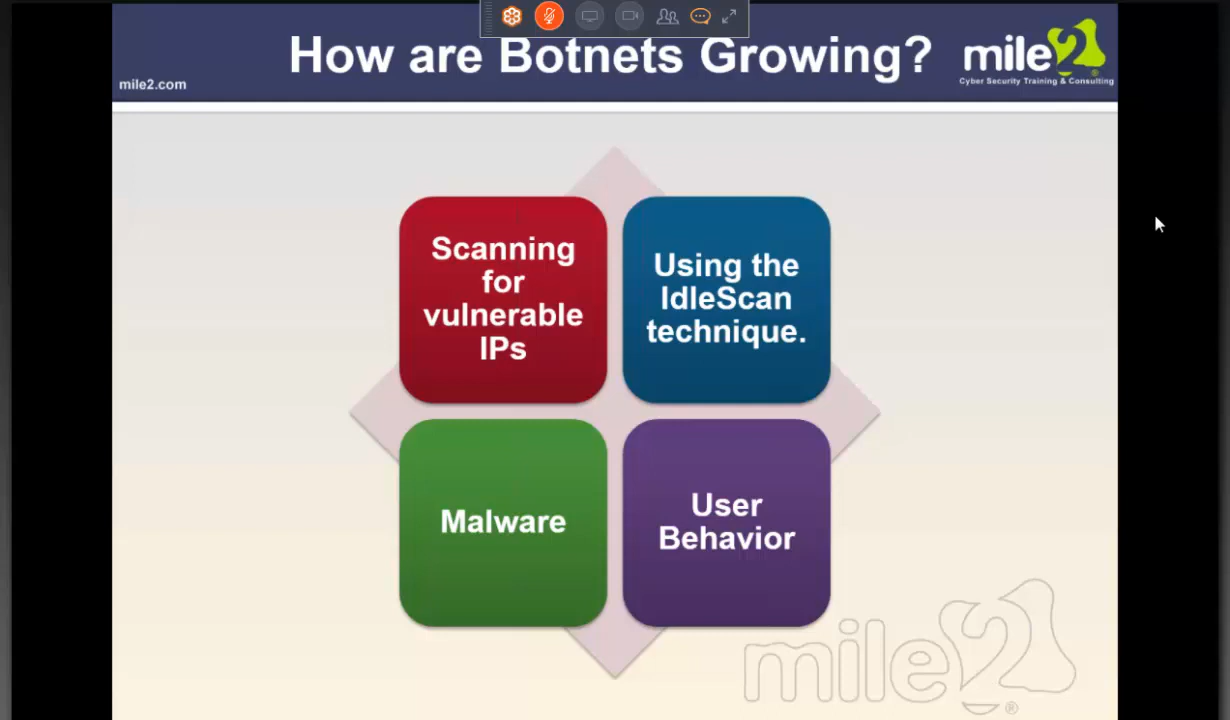 How are Botnets Growing?
mile2
®
Cyber Security Training & Consulting
mile2.com
Scanning
for
vulnerable
IPs
Using the
IdleScan
technique.
Malware
User
Behavior
mile2
®